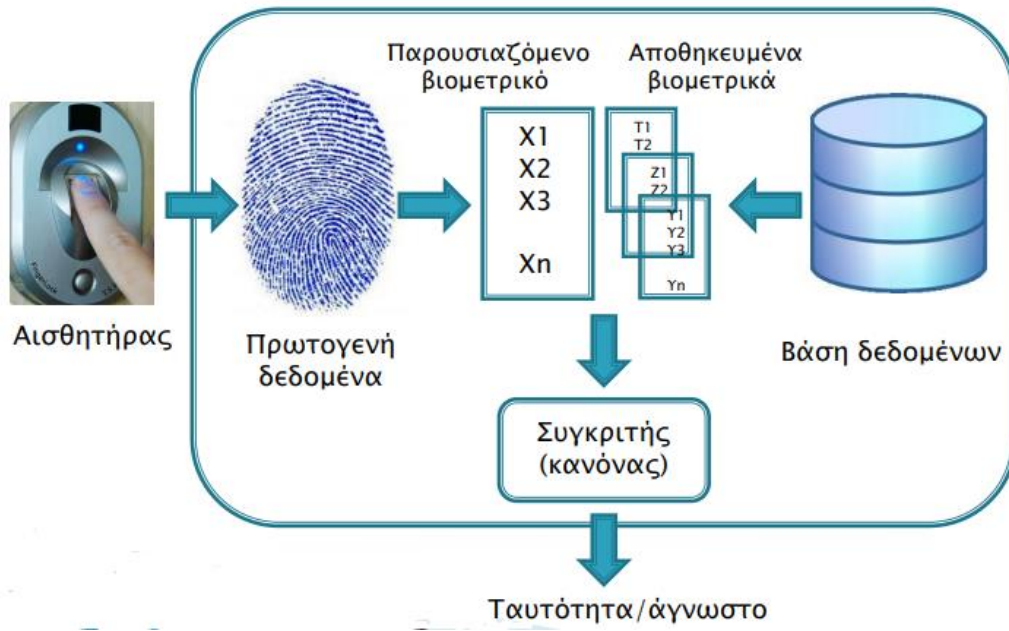 Παρουσιαζόμενο
βιομετρικό
Αποθηκευμένα
βιομετρικά
X1
X2
X3
Xn
T1
T2
Z1
Z2
Y1
Y2
Y3
Yn
Αισθητήρας
Πρωτογενή
δεδομένα
Βάση δεδομένων
Συγκριτής
(κανόνας)
Ταυτότητα/άγνωστο